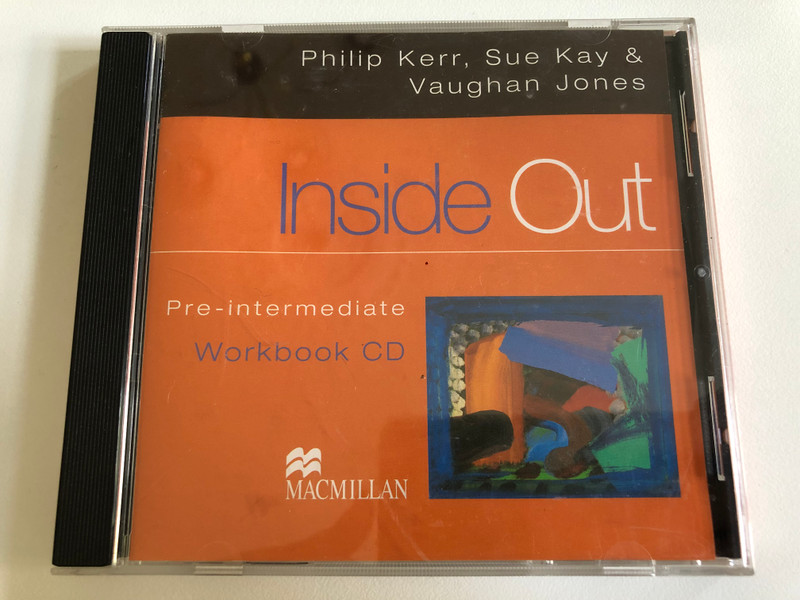 Philip Kerr, Sue Kay &
Vaughan Jones
Inside Out
Pre-intermediate
Workbook CD
MACMILLAN